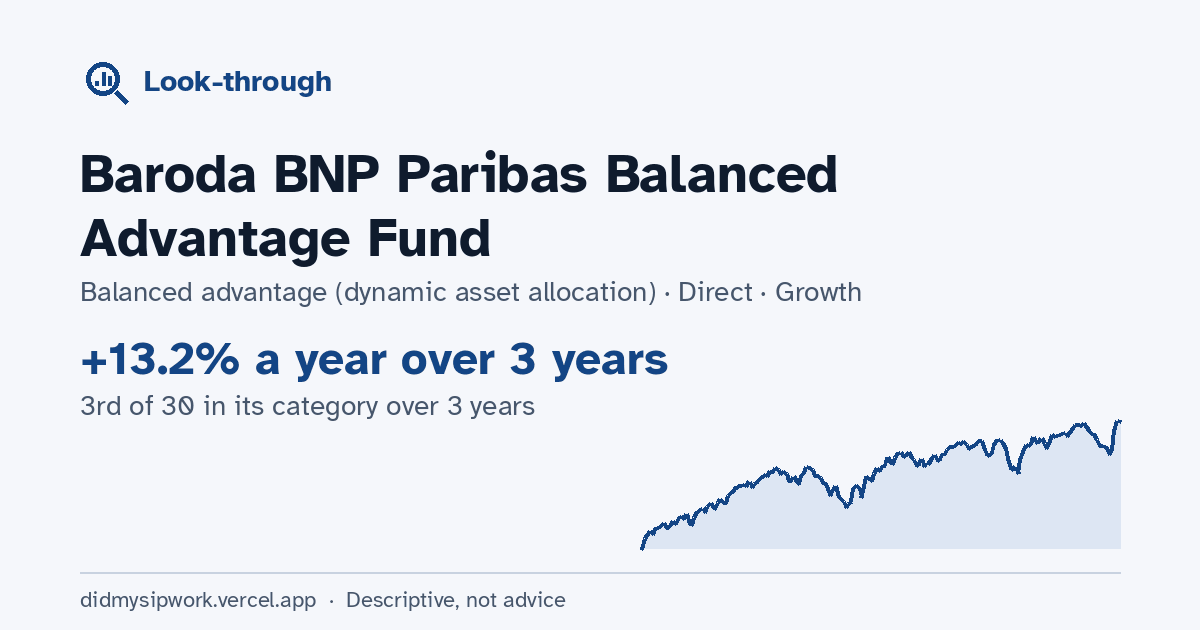 Look-through
Baroda BNP Paribas Balanced
Advantage Fund
Balanced advantage (dynamic asset allocation) · Direct · Growth
+13.2% a year over 3 years
3rd of 30 in its category over 3 years
didmysipwork.vercel.app · Descriptive, not advice